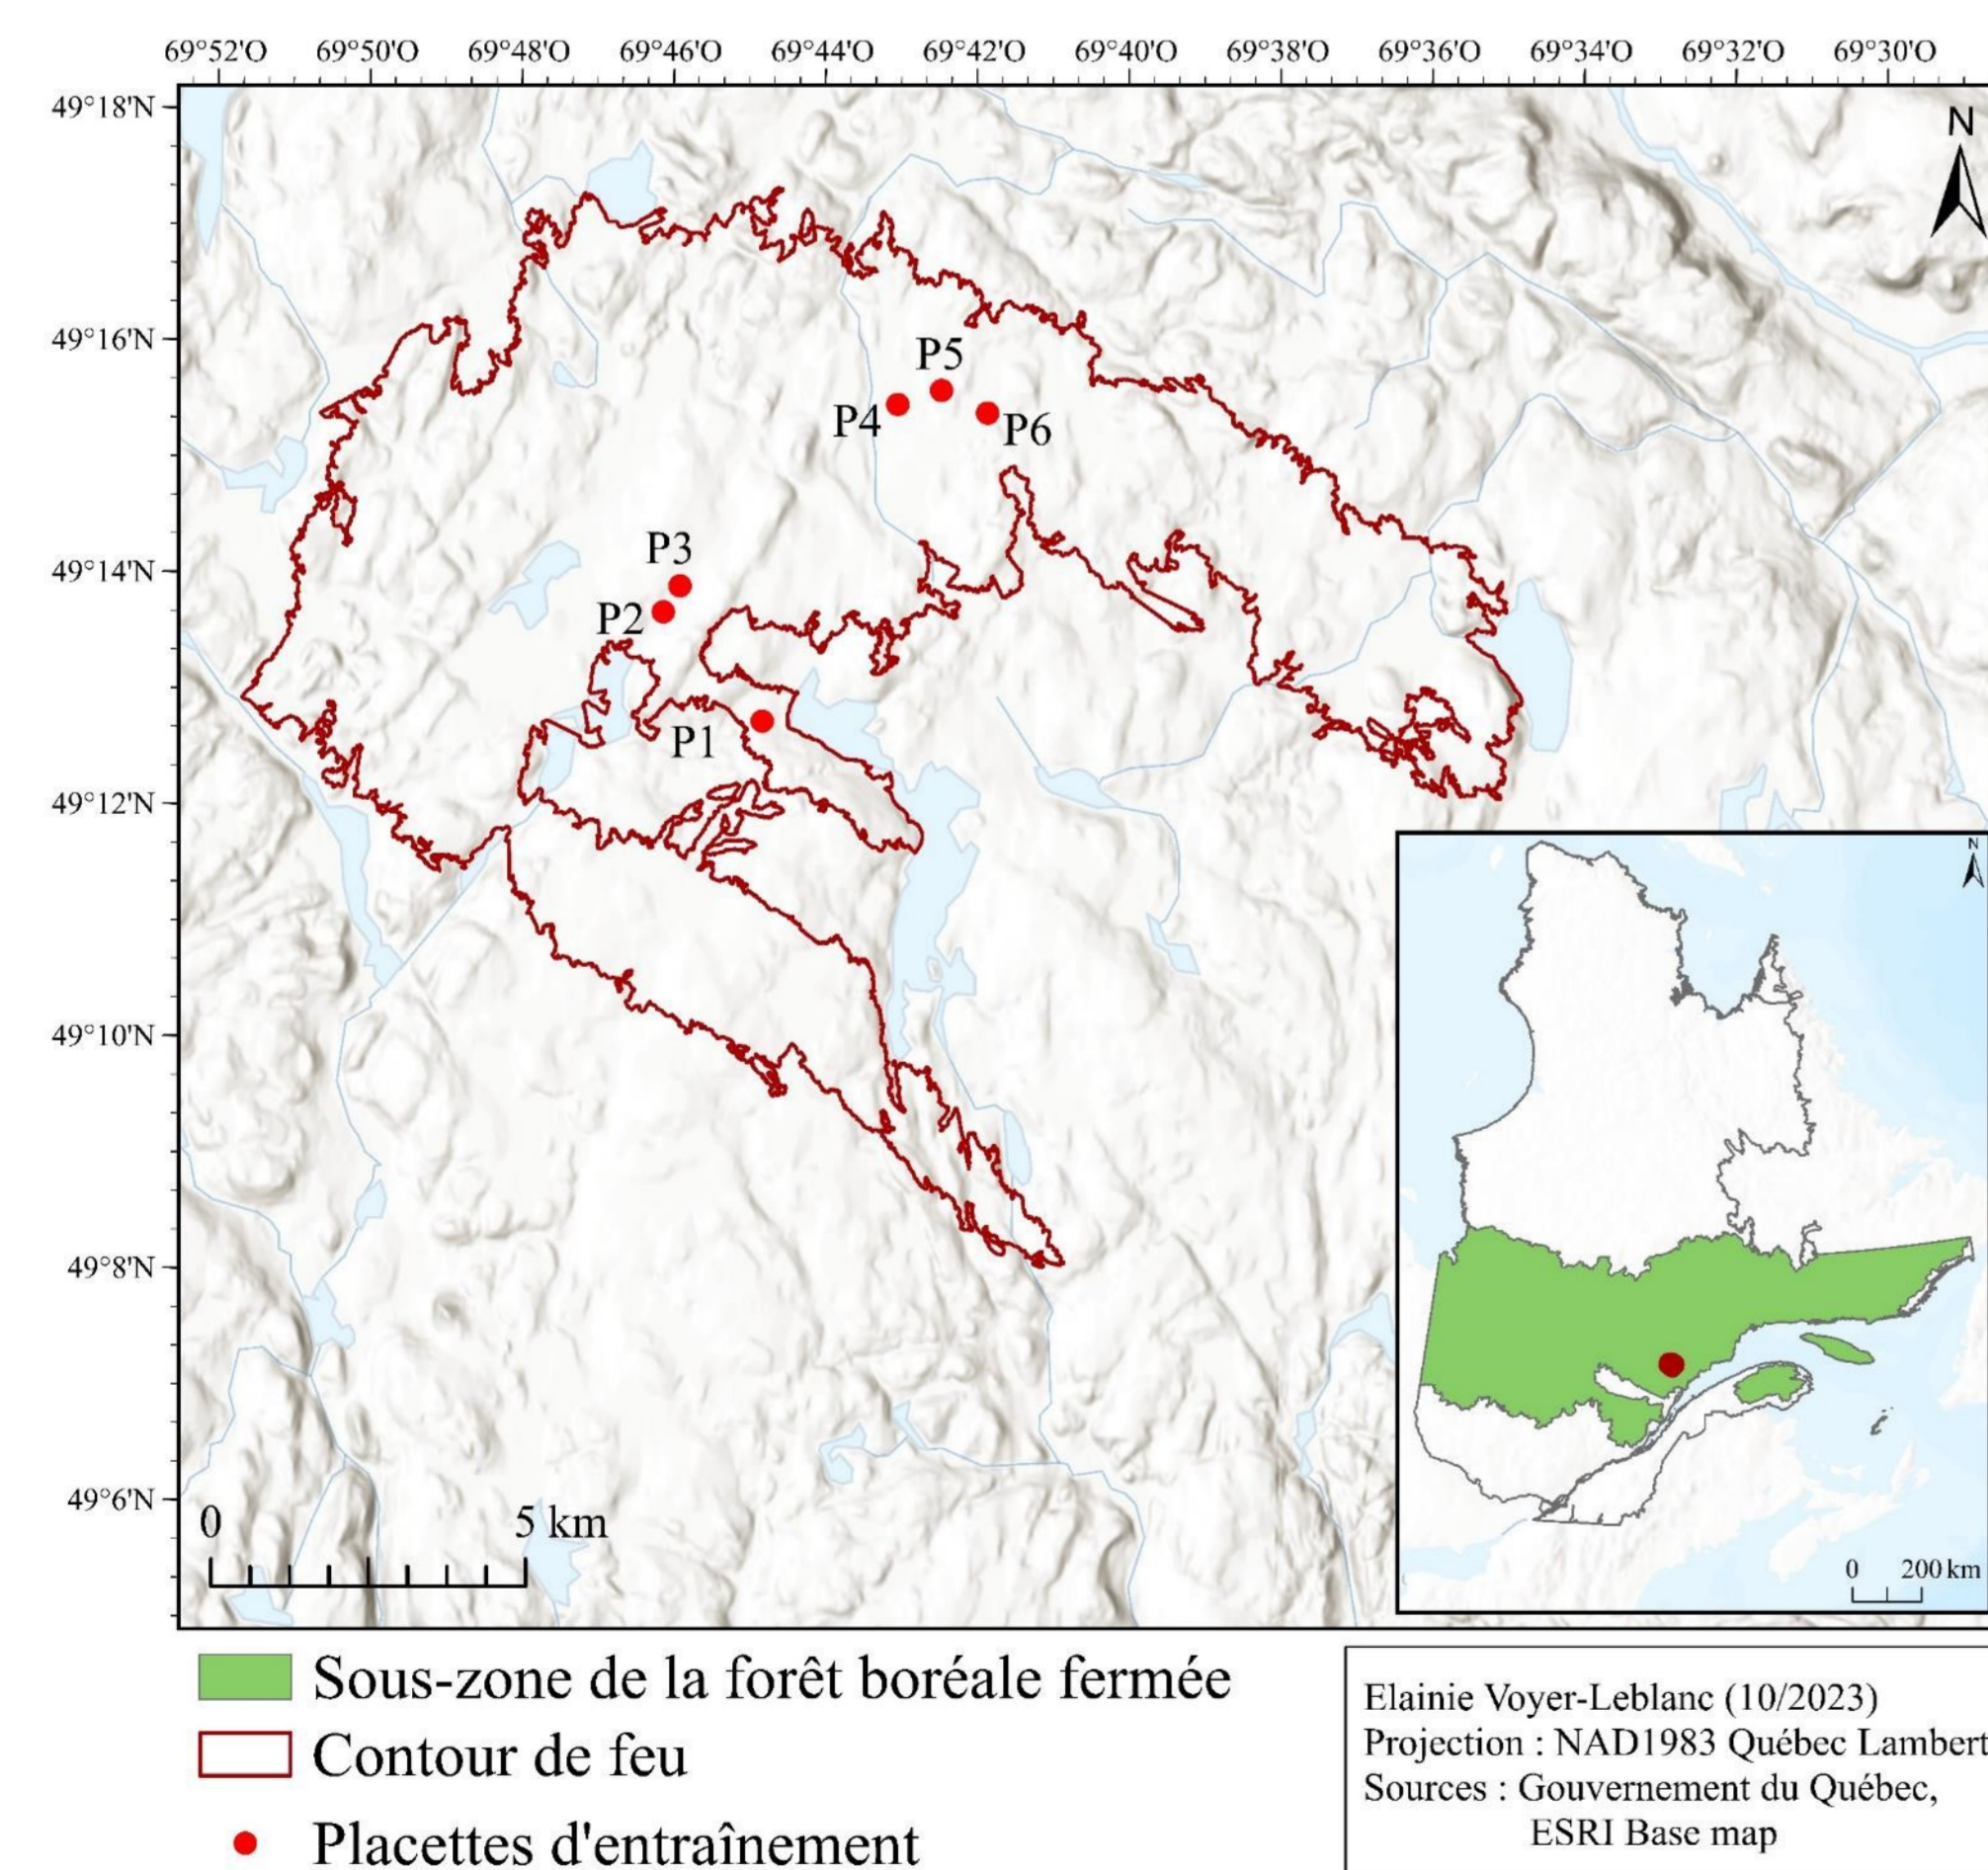 69°52'O 69°50'O 69°48'O 69°46'O 69°44'O 69°42'O 69°40'O 69°38'O 69°36'O 69°34'O 69°32'O 69°30'O
49°18'N
N
49°16'N
P5
P4
P6
49°14'N
P3
P2
P1
49°12'N
N
49°10'N
49°8'N
49°6'N
0 5 km
0 200 km
Sous-zone de la forêt boréale fermée
Contour de feu
Placettes d'entraînement
Elainie Voyer-Leblanc (10/2023)
Projection : NAD1983 Québec Lambert
Sources : Gouvernement du Québec,
ESRI Base map